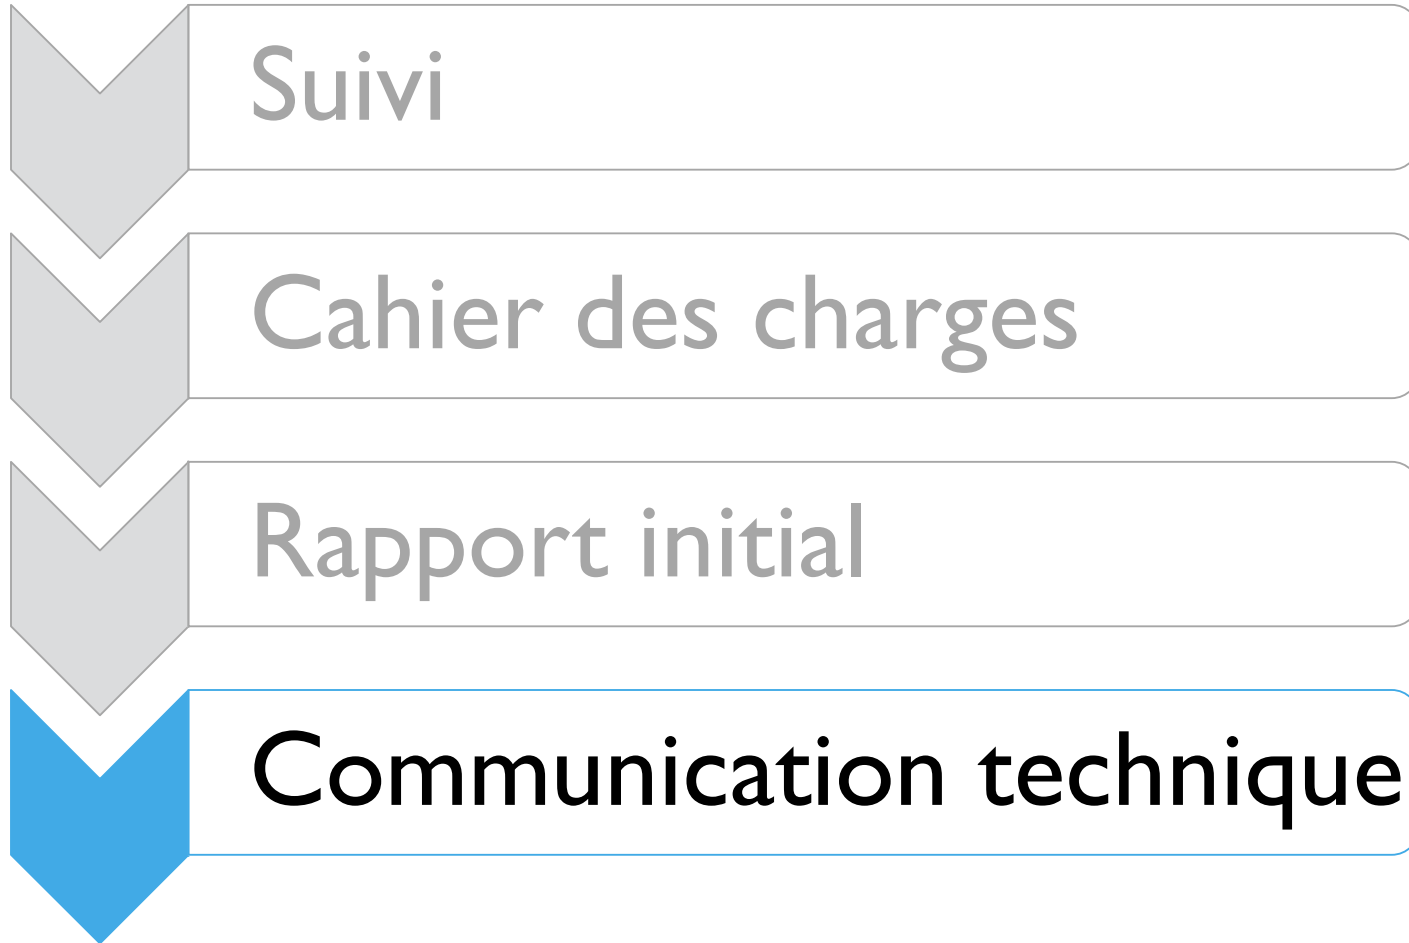 Suivi
Cahier des charges
Rapport initial
Communication technique